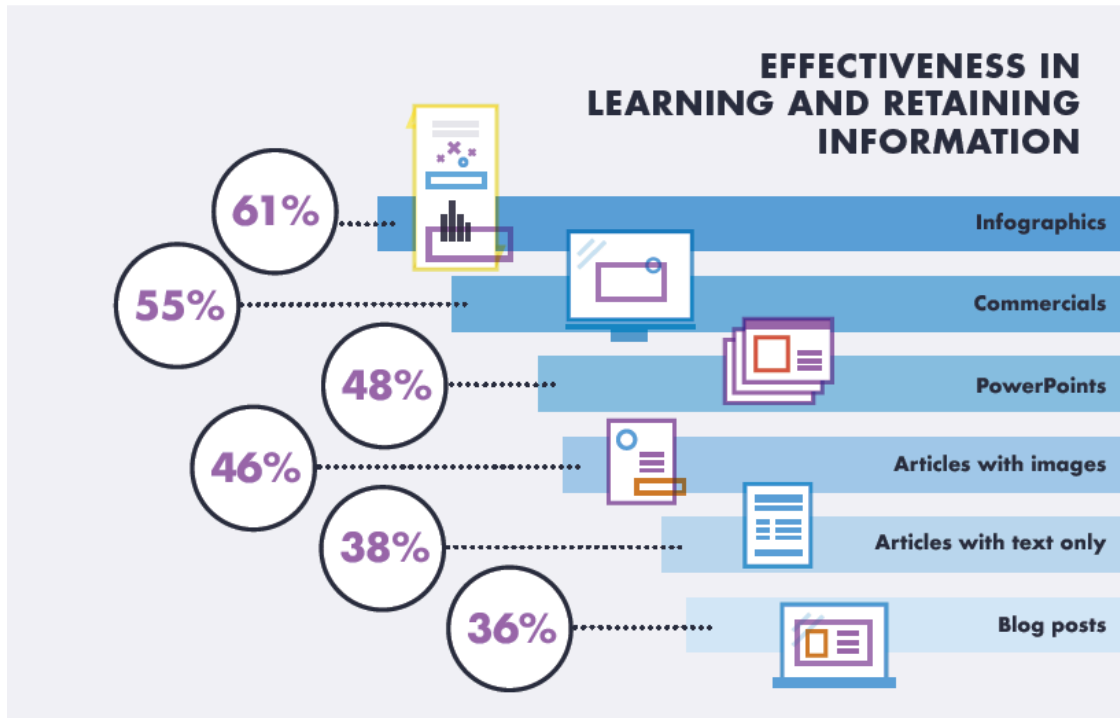 EFFECTIVENESS IN
LEARNING AND RETAINING
INFORMATION
61%
Infographics
55%
Commercials
48%
PowerPoints
46%
Articles with images
38%
Articles with text only
36%
Blog posts